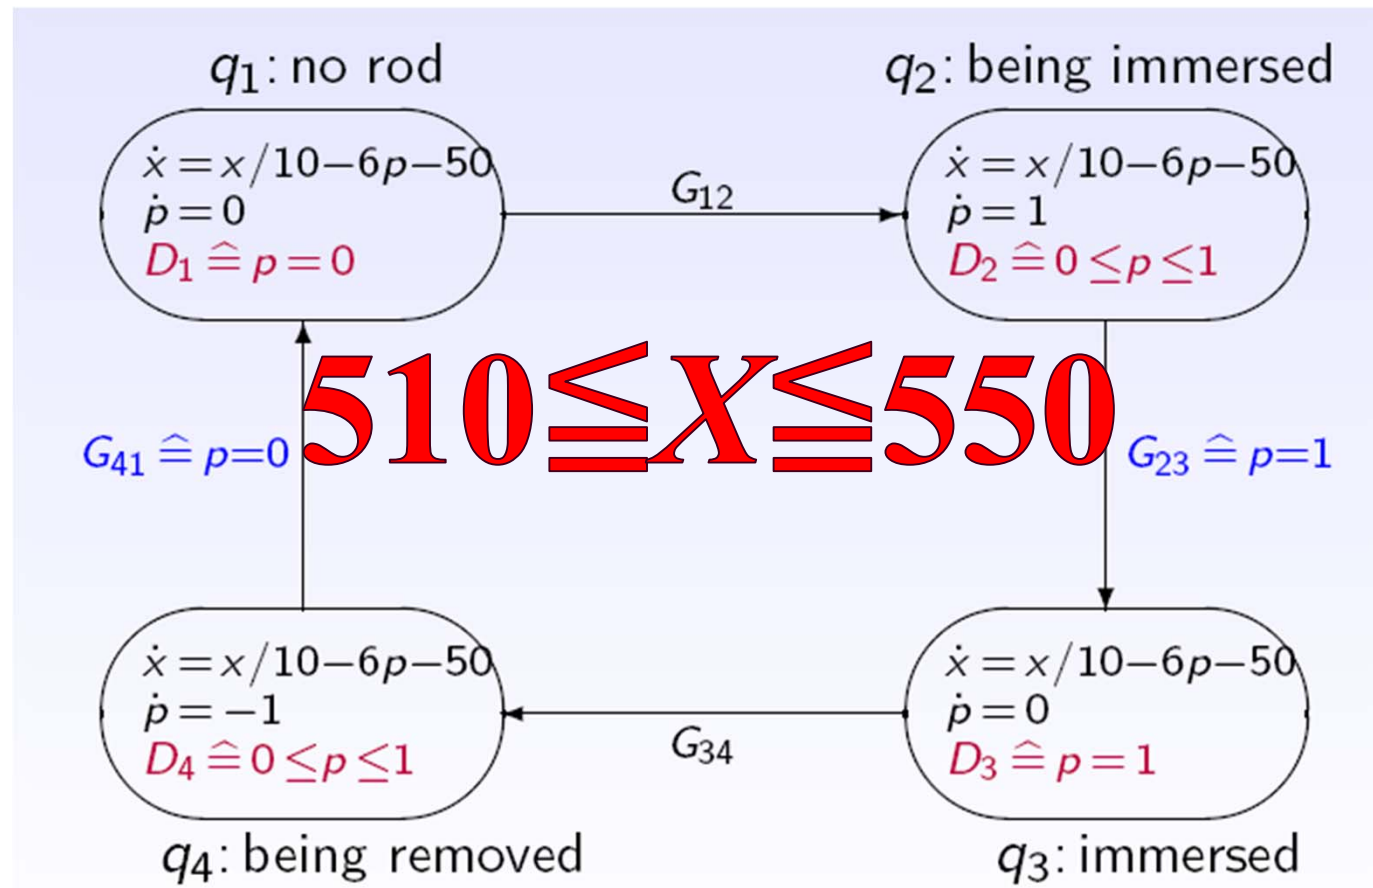 q₁: no rod
ẋ = x/10−6p−50
ṗ = 0
D₁ ≙ p = 0
G₁₂
q₂: being immersed
ẋ = x/10−6p−50
ṗ = 1
D₂ ≙ 0 ≤ p ≤ 1
510≦X≦550
G₄₁ ≙ p=0
G₂₃ ≙ p=1
ẋ = x/10−6p−50
ṗ = −1
D₄ ≙ 0 ≤ p ≤ 1
q₄: being removed
G₃₄
ẋ = x/10−6p−50
ṗ = 0
D₃ ≙ p = 1
q₃: immersed